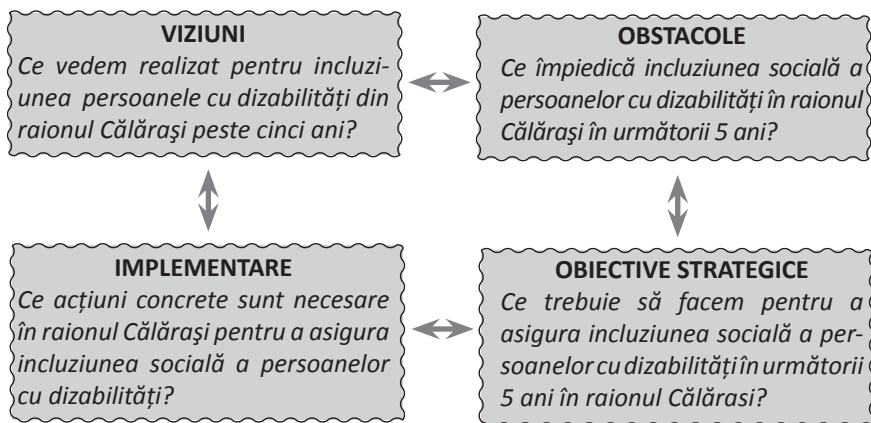 VIZIUNI
Ce vedem realizat pentru incluzi-
unea persoanele cu dizabilități din
raionul Călărași peste cinci ani?
OBSTACOLE
Ce împiedică incluziunea socială a
persoanelor cu dizabilități în raionul
Călărași în următorii 5 ani?
IMPLEMENTARE
Ce acțiuni concrete sunt necesare
în raionul Călărași pentru a asigura
incluziunea socială a persoanelor
cu dizabilități?
OBIECTIVE STRATEGICE
Ce trebuie să facem pentru a
asigura incluziunea socială a per-
soanelor cu dizabilități în următorii
5 ani în raionul Călărasi?